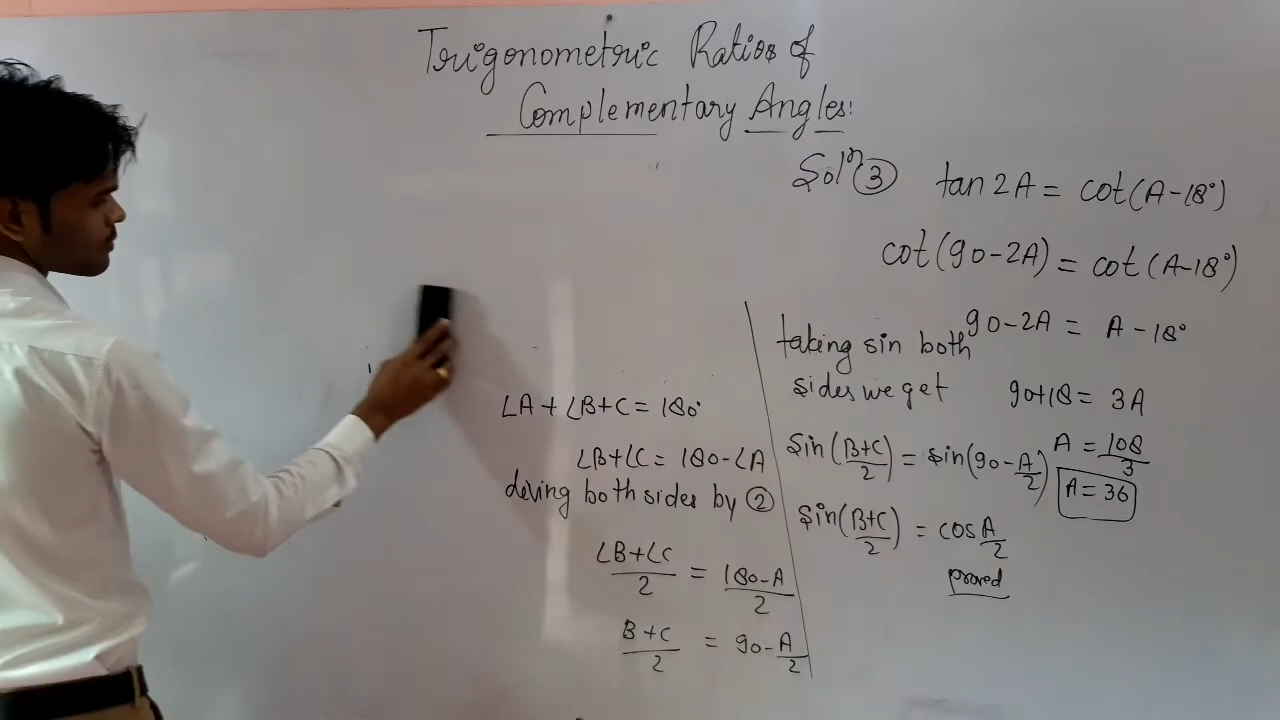 Trigonometric Ratios of
Complementary Angles:
Solⁿ ③ tan 2A = cot(A-18°)
cot(90-2A) = cot(A-18°)
90-2A = A-18°
90+18 = 3A
A = 108/3
A = 36
∠A + ∠B + C = 180°
∠B+∠C = 180-∠A
deving both sides by ②
∠B+∠C/2 = 180-A/2
B+C/2 = 90-A/2
taking sin both
sides we get
Sin(B+C/2) = sin(90-A/2)
Sin(B+C/2) = cos A/2
proved